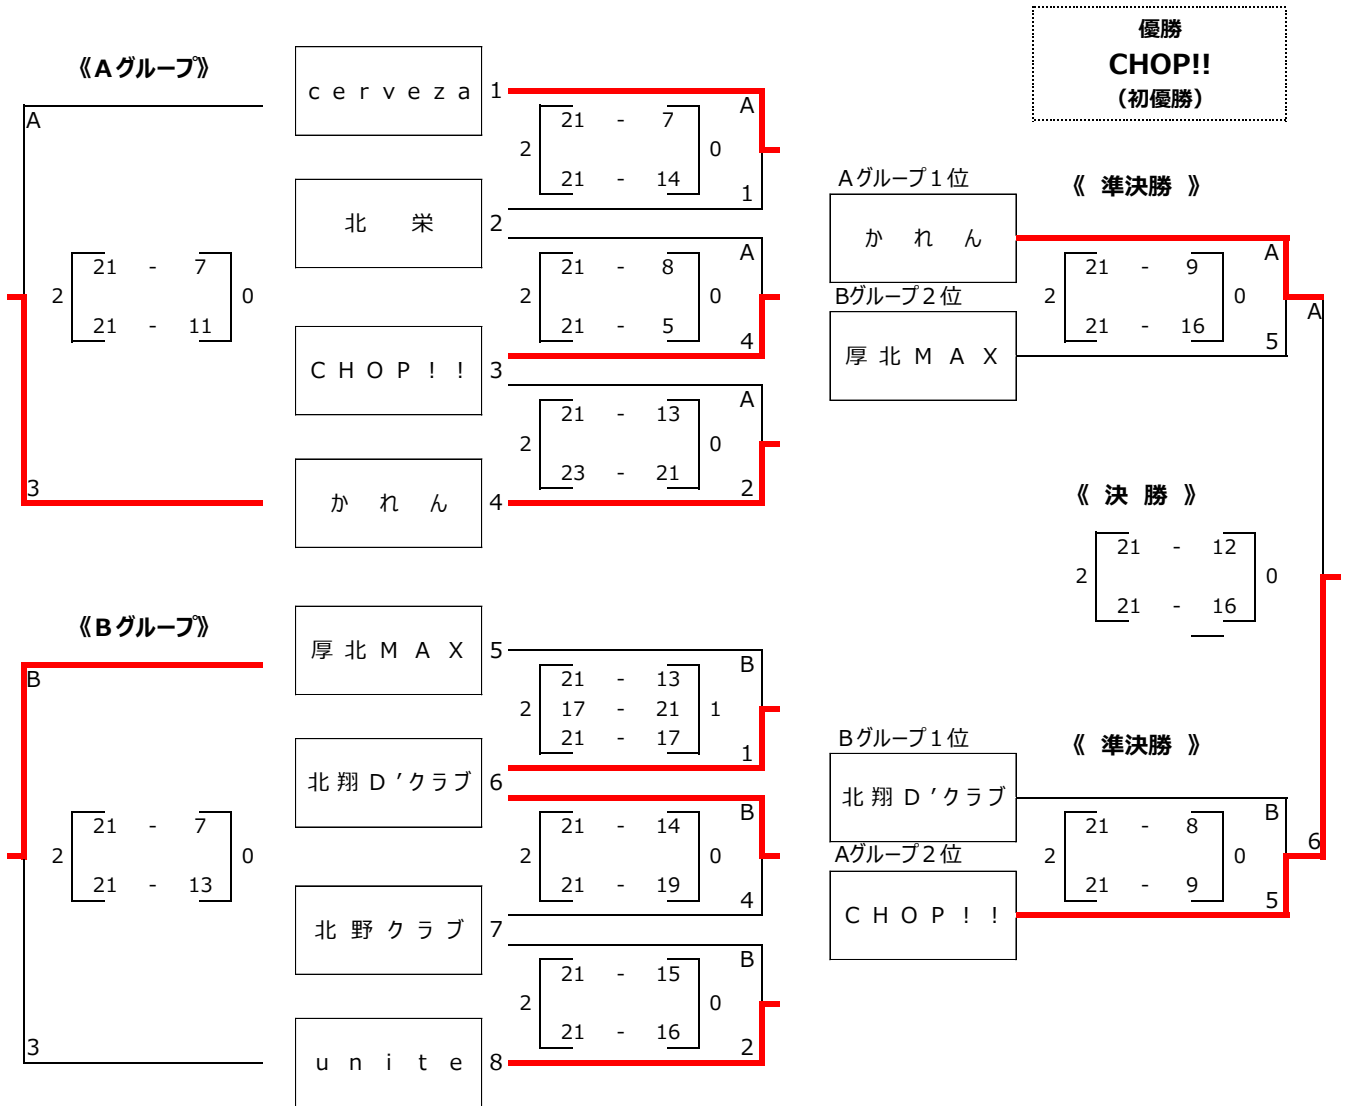 優勝
CHOP!!
（初優勝）
《Aグループ》
A
21 - 7
2 0
21 - 11
3
cerveza 1
北 栄 2
CHOP!! 3
かれん 4
A
21 - 7
2 0
21 - 14
1
A
21 - 8
2 0
21 - 5
4
A
21 - 13
2 0
23 - 21
2
《Bグループ》
B
21 - 7
2 0
21 - 13
3
厚北MAX 5
北翔D'クラブ 6
北野クラブ 7
unite 8
B
21 - 13
2 17 - 21 1
21 - 17
1
B
21 - 14
2 0
21 - 19
4
B
21 - 15
2 0
21 - 16
2
Aグループ1位
《 準決勝 》
かれん
A
21 - 9
Bグループ2位
2 0
A
21 - 16
5
厚北MAX
《 決 勝 》
21 - 12
2 0
21 - 16
Bグループ1位
《 準決勝 》
北翔D'クラブ
B
21 - 8
6
Aグループ2位
2 0
21 - 9
5
CHOP!!